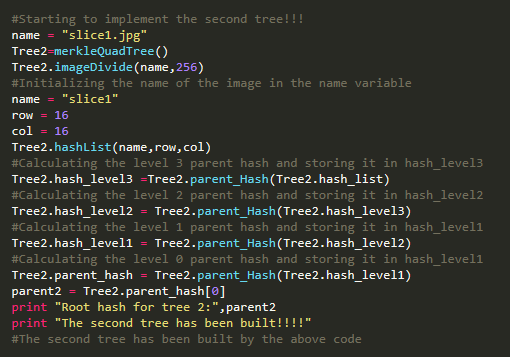 #Starting to implement the second tree!!!
name = "slice1.jpg"
Tree2=merkleQuadTree()
Tree2.imageDivide(name,256)
#Initializing the name of the image in the name variable
name = "slice1"
row = 16
col = 16
Tree2.hashList(name,row,col)
#Calculating the level 3 parent hash and storing it in hash_level3
Tree2.hash_level3 =Tree2.parent_Hash(Tree2.hash_list)
#Calculating the level 2 parent hash and storing it in hash_level2
Tree2.hash_level2 = Tree2.parent_Hash(Tree2.hash_level3)
#Calculating the level 1 parent hash and storing it in hash_level1
Tree2.hash_level1 = Tree2.parent_Hash(Tree2.hash_level2)
#Calculating the level 0 parent hash and storing it in hash_level1
Tree2.parent_hash = Tree2.parent_Hash(Tree2.hash_level1)
parent2 = Tree2.parent_hash[0]
print "Root hash for tree 2:",parent2
print "The second tree has been built!!!!"
#The second tree has been built by the above code